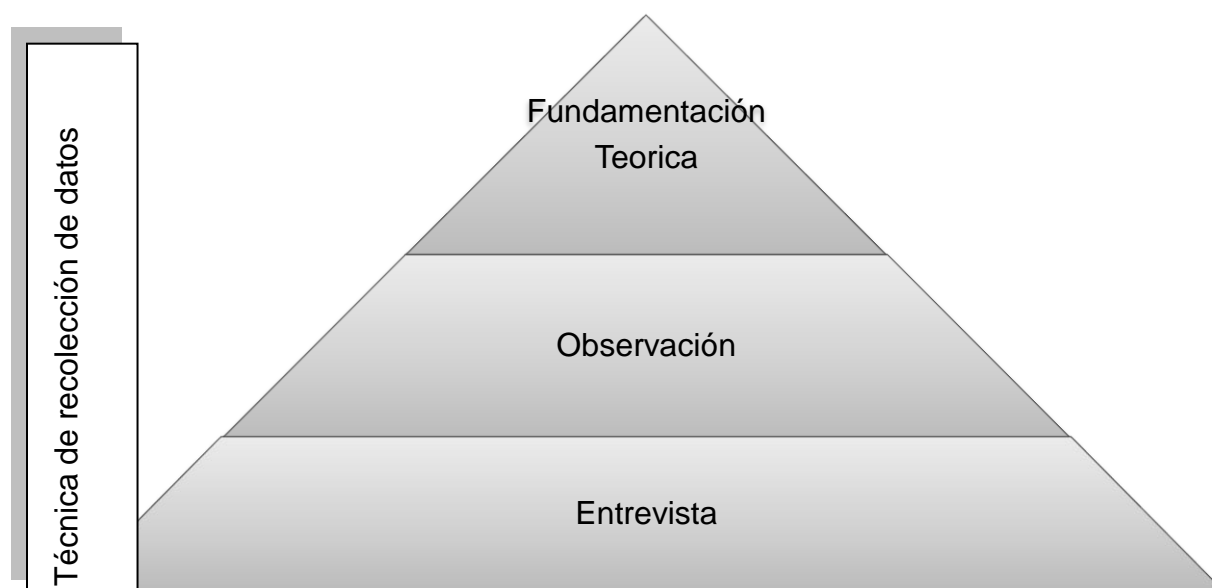 Técnica de recolección de datos
Fundamentación
Teorica
Observación
Entrevista